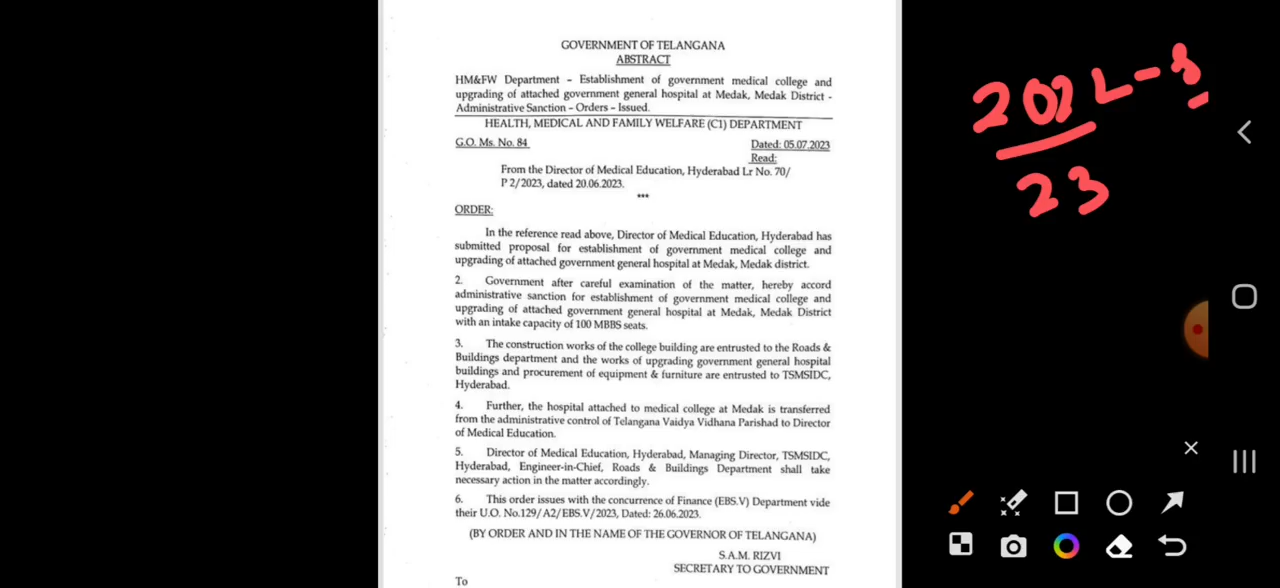 GOVERNMENT OF TELANGANA
ABSTRACT
HM&FW Department - Establishment of government medical college and
upgrading of attached government general hospital at Medak, Medak District -
Administrative Sanction - Orders - Issued.
HEALTH, MEDICAL AND FAMILY WELFARE (C1) DEPARTMENT
G.O. Ms. No. 84 Dated: 05.07.2023
Read:
From the Director of Medical Education, Hyderabad Lr No. 70/
P 2/2023, dated 20.06.2023.
***
ORDER:
In the reference read above, Director of Medical Education, Hyderabad has
submitted proposal for establishment of government medical college and
upgrading of attached government general hospital at Medak, Medak district.
2. Government after careful examination of the matter, hereby accord
administrative sanction for establishment of government medical college and
upgrading of attached government general hospital at Medak, Medak District
with an intake capacity of 100 MBBS seats.
3. The construction works of the college building are entrusted to the Roads &
Buildings department and the works of upgrading government general hospital
buildings and procurement of equipment & furniture are entrusted to TSMSIDC,
Hyderabad.
4. Further, the hospital attached to medical college at Medak is transferred
from the administrative control of Telangana Vaidya Vidhana Parishad to Director
of Medical Education.
5. Director of Medical Education, Hyderabad, Managing Director, TSMSIDC,
Hyderabad, Engineer-in-Chief, Roads & Buildings Department shall take
necessary action in the matter accordingly.
6. This order issues with the concurrence of Finance (EBS.V) Department vide
their U.O. No.129/A2/EBS.V/2023, Dated: 26.06.2023.
(BY ORDER AND IN THE NAME OF THE GOVERNOR OF TELANGANA)
S.A.M. RIZVI
SECRETARY TO GOVERNMENT
To
23